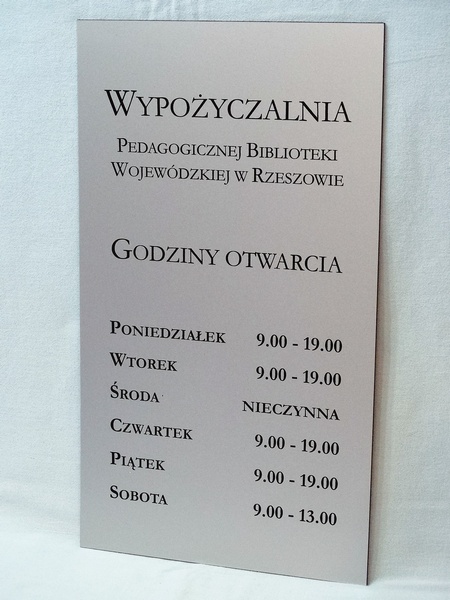 WYPOŻYCZALNIA
PEDAGOGICZNEJ BIBLIOTEKI
WOJEWÓDZKIEJ W RZESZOWIE
GODZINY OTWARCIA
PONIEDZIAŁEK 9.00 - 19.00
WTOREK 9.00 - 19.00
ŚRODA NIECZYNNA
CZWARTEK 9.00 - 19.00
PIĄTEK 9.00 - 19.00
SOBOTA 9.00 - 13.00